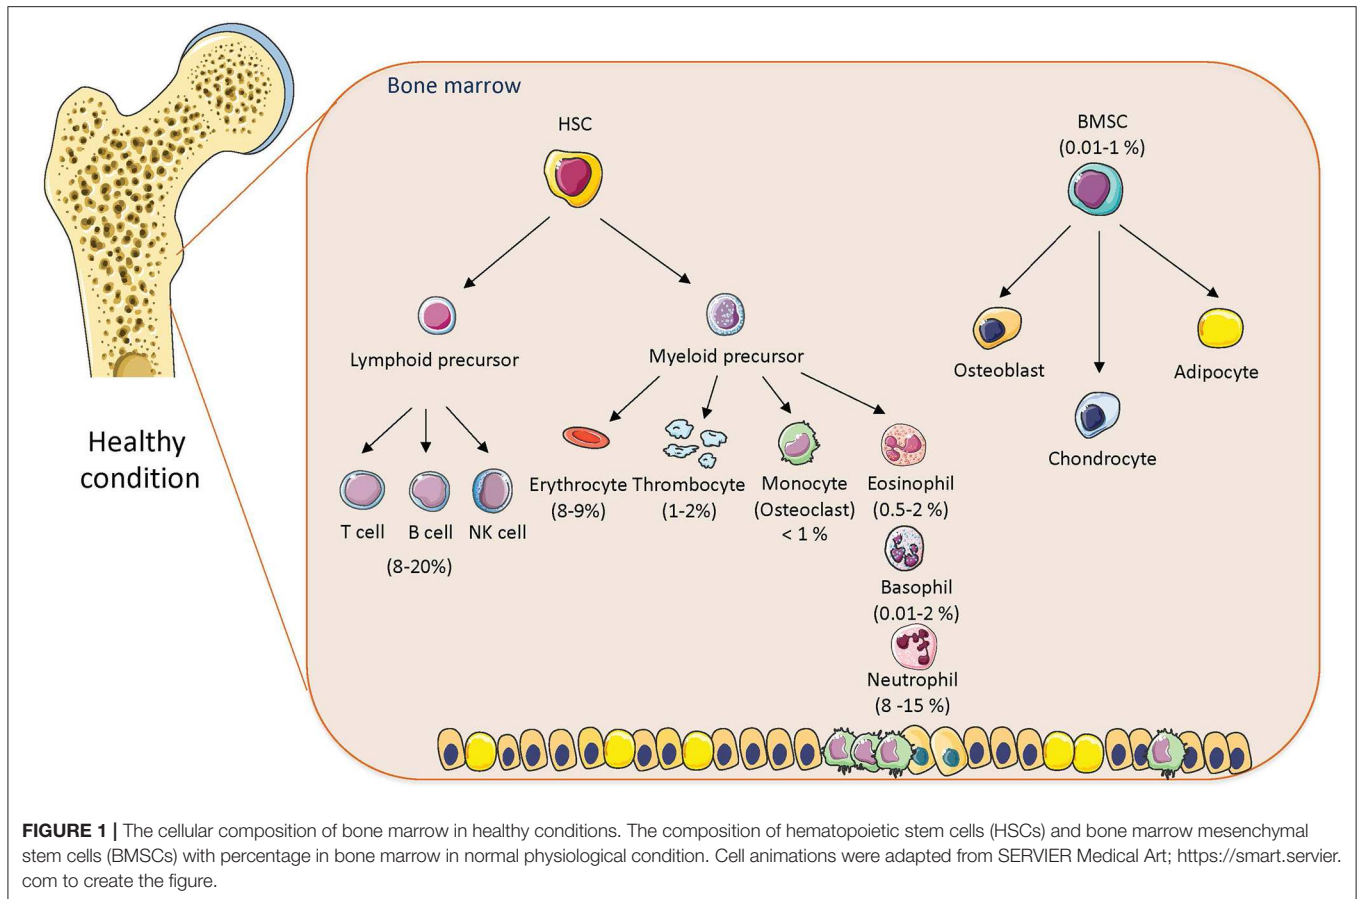 Bone marrow
HSC
BMSC
(0.01-1 %)
Lymphoid precursor
Myeloid precursor
Osteoblast
Adipocyte
Chondrocyte
Healthy
condition
T cell
B cell
NK cell
(8-20%)
Erythrocyte
(8-9%)
Thrombocyte
(1-2%)
Monocyte
(Osteoclast)
< 1 %
Eosinophil
(0.5-2 %)
Basophil
(0.01-2 %)
Neutrophil
(8 -15 %)
FIGURE 1 | The cellular composition of bone marrow in healthy conditions. The composition of hematopoietic stem cells (HSCs) and bone marrow mesenchymal
stem cells (BMSCs) with percentage in bone marrow in normal physiological condition. Cell animations were adapted from SERVIER Medical Art; https://smart.servier.
com to create the figure.